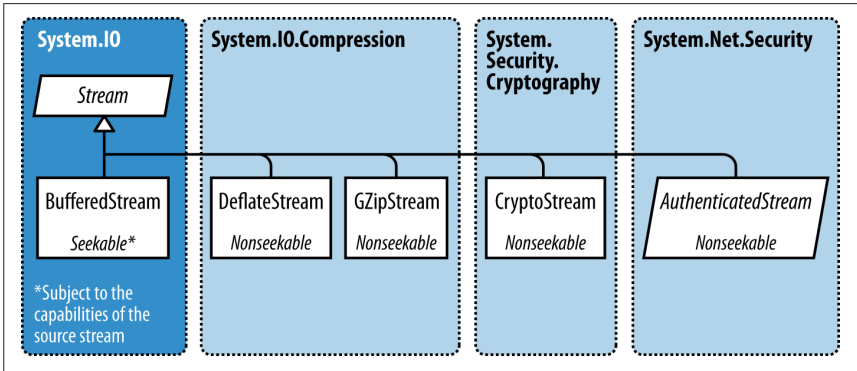 System.IO
Stream
BufferedStream
Seekable*
*Subject to the
capabilities of the
source stream
System.IO.Compression
DeflateStream
Nonseekable
GZipStream
Nonseekable
System.
Security.
Cryptography
CryptoStream
Nonseekable
System.Net.Security
AuthenticatedStream
Nonseekable